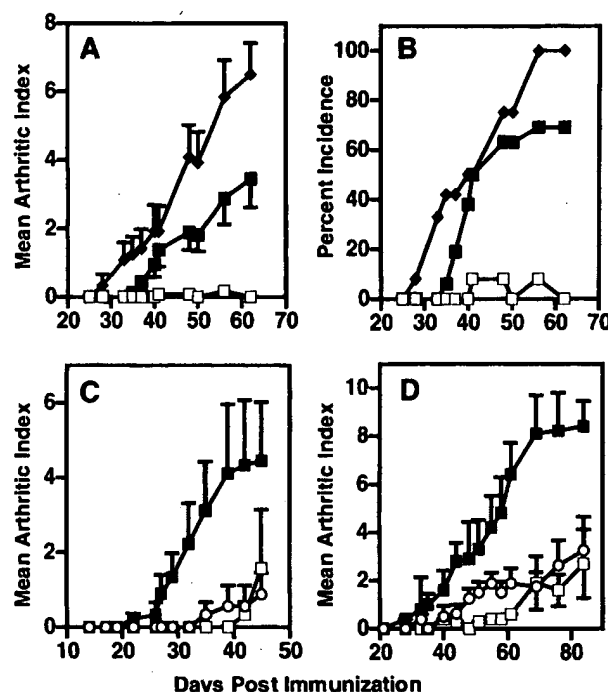 A
Mean Arthritic Index
8
6
4
2
0
20 30 40 50 60 70
B
Percent Incidence
100
80
60
40
20
0
20 30 40 50 60 70
C
Mean Arthritic Index
6
4
2
0
10 20 30 40 50
D
Mean Arthritic Index
10
8
6
4
2
0
20 40 60 80
Days Post Immunization